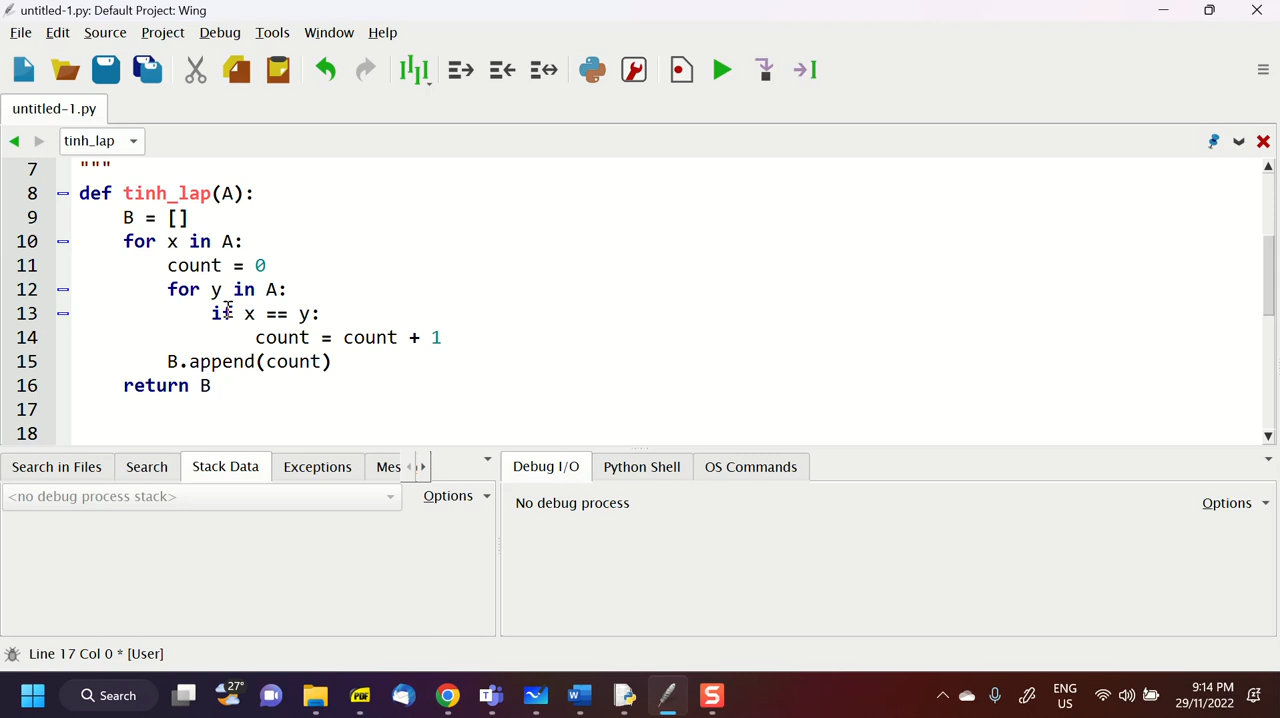 untitled-1.py: Default Project: Wing
File Edit Source Project Debug Tools Window Help
untitled-1.py
tinh_lap
7 """
8 def tinh_lap(A):
9 B = []
10 for x in A:
11 count = 0
12 for y in A:
13 if x == y:
14 count = count + 1
15 B.append(count)
16 return B
17
18
Search in Files Search Stack Data Exceptions Mes Debug I/O Python Shell OS Commands
<no debug process stack> Options No debug process Options
Line 17 Col 0 * [User]
Search 27° PDF S ENG US 9:14 PM 29/11/2022